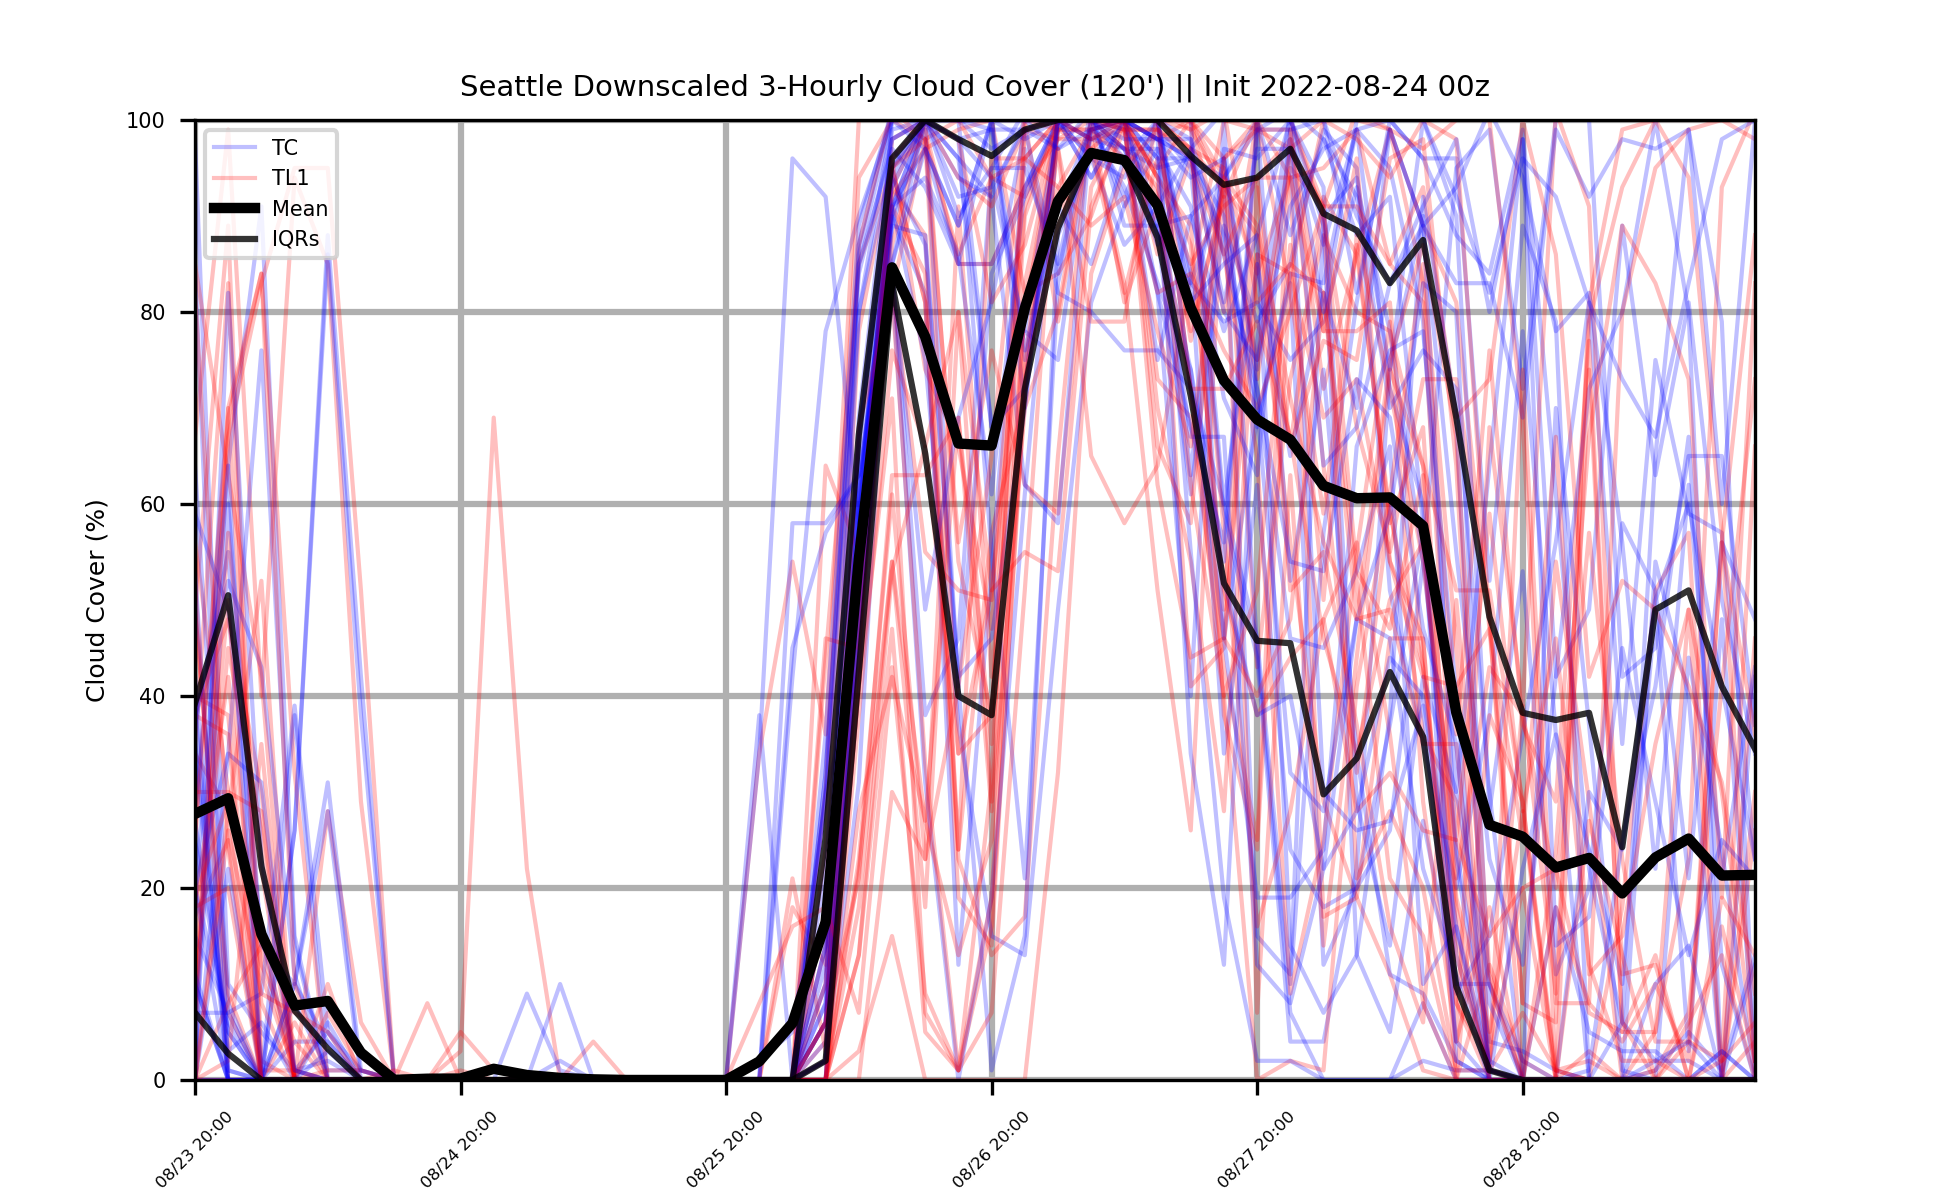 Seattle Downscaled 3-Hourly Cloud Cover (120') || Init 2022-08-24 00z
100
80
60
40
20
0
Cloud Cover (%)
TC
TL1
Mean
IQRs
08/23 20:00
08/24 20:00
08/25 20:00
08/26 20:00
08/27 20:00
08/28 20:00